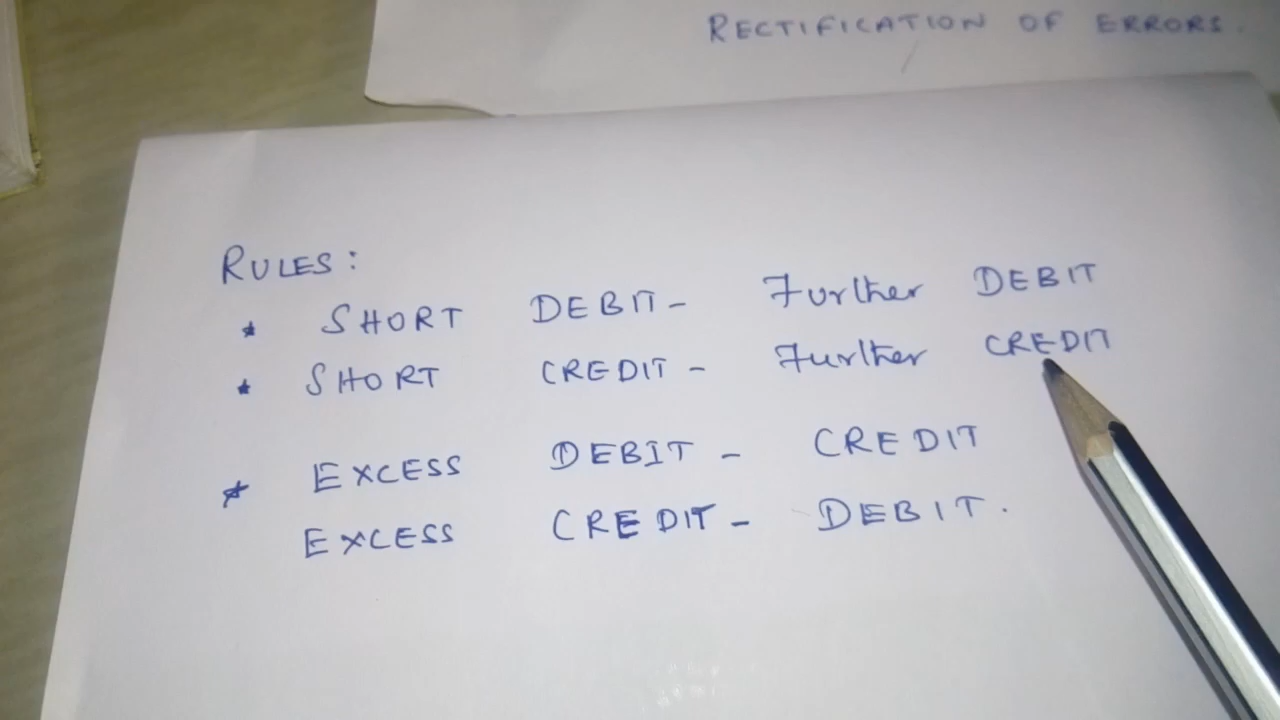 RECTIFICATION OF ERRORS.
RULES:
* SHORT DEBIT - Further DEBIT
* SHORT CREDIT - Further CREDIT
* EXCESS DEBIT - CREDIT
EXCESS CREDIT - DEBIT.